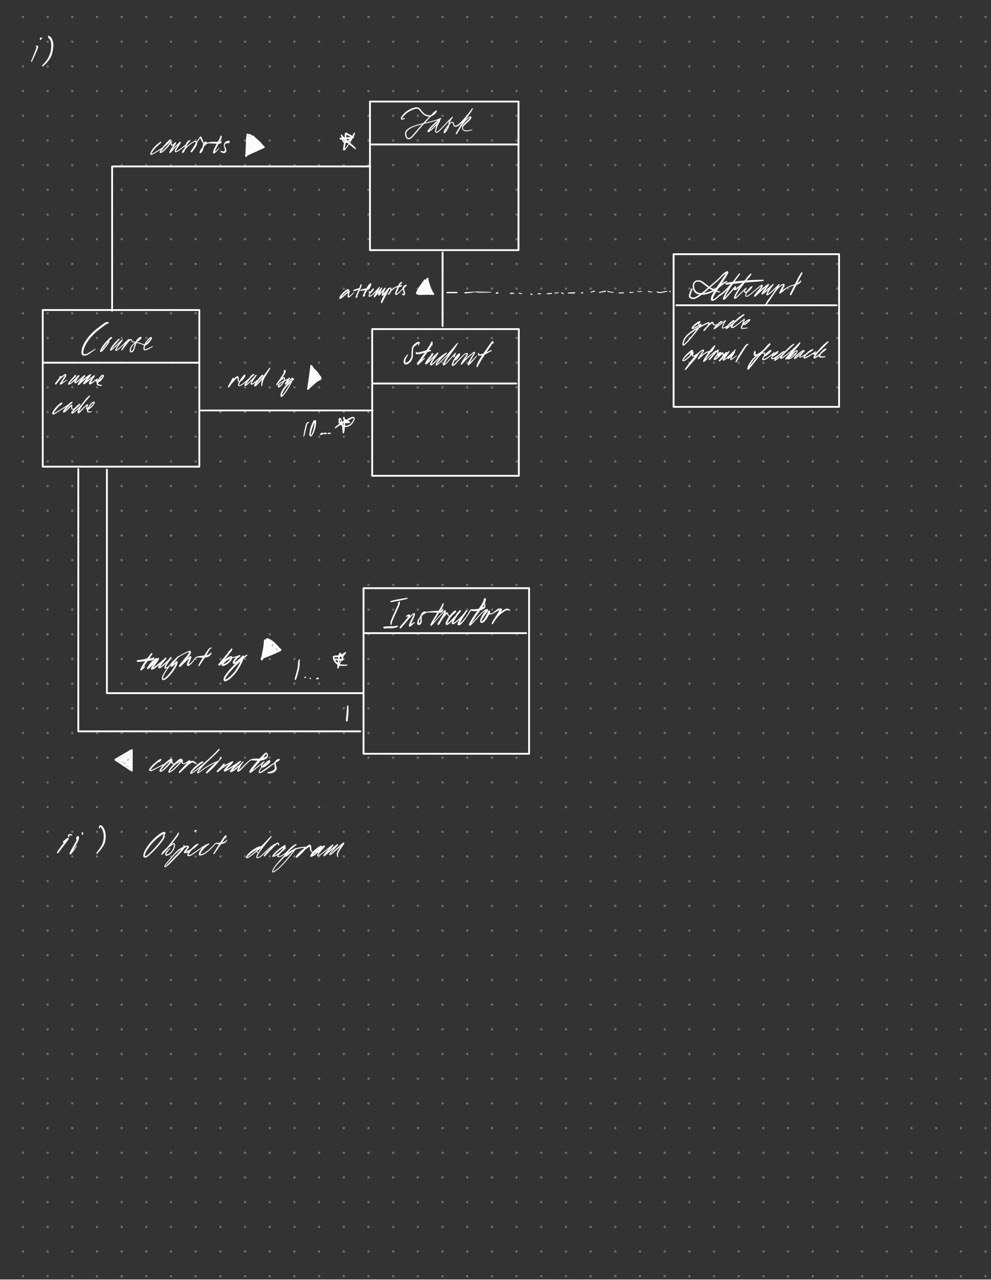 i)
Task
consists ▶ *
attempts ▲
Attempt
grade
optional feedback
Course
name
code
Student
read by ▶
10...*
Instructor
taught by ▶ 1...*
1
◀ coordinates
ii) Object diagram